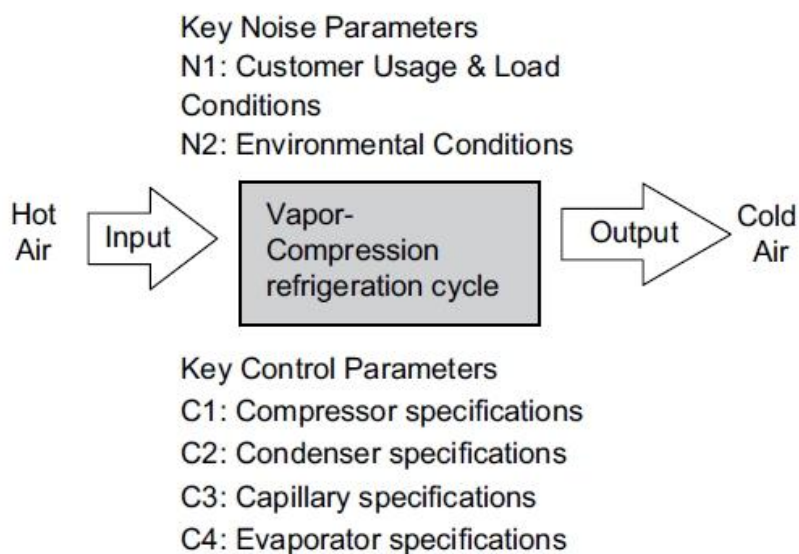 Key Noise Parameters
N1: Customer Usage & Load
Conditions
N2: Environmental Conditions
Hot
Air
Input
Vapor-
Compression
refrigeration cycle
Output
Cold
Air
Key Control Parameters
C1: Compressor specifications
C2: Condenser specifications
C3: Capillary specifications
C4: Evaporator specifications